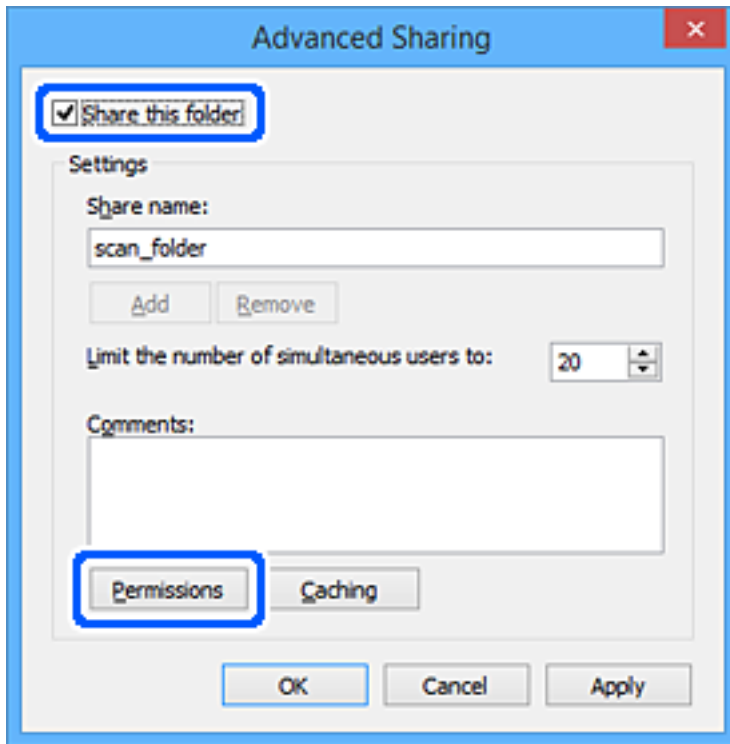 Advanced Sharing
Share this folder
Settings
Share name:
scan_folder
Add Remove
Limit the number of simultaneous users to: 20
Comments:
Permissions Caching
OK Cancel Apply